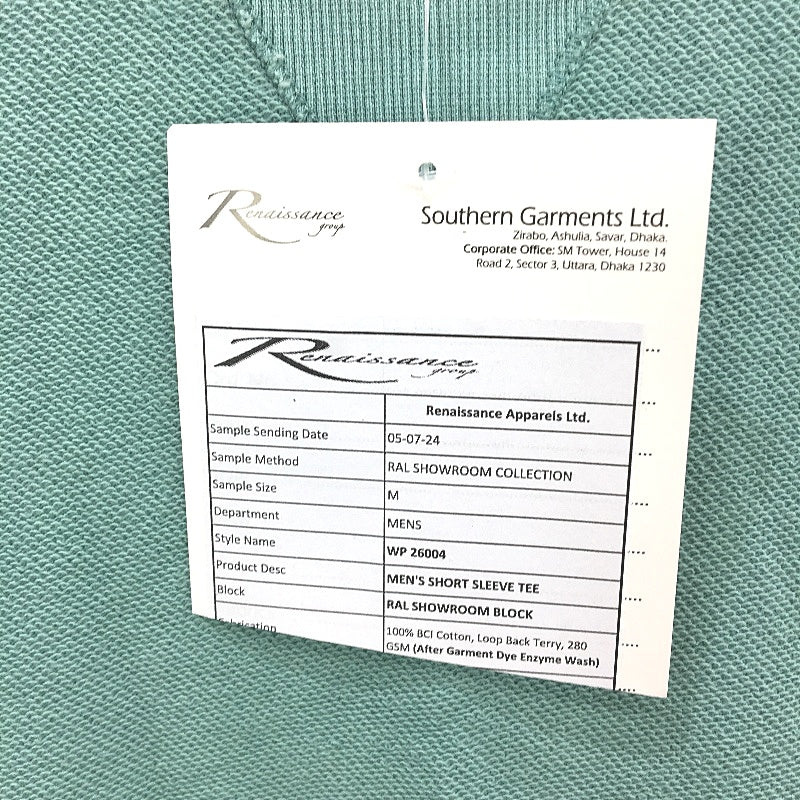 Renaissance
group
Southern Garments Ltd.
Zirabo, Ashulia, Savar, Dhaka.
Corporate Office: SM Tower, House 14
Road 2, Sector 3, Uttara, Dhaka 1230
Renaissance
group
Renaissance Apparels Ltd.
Sample Sending Date 05-07-24
Sample Method RAL SHOWROOM COLLECTION
Sample Size M
Department MENS
Style Name WP 26004
Product Desc MEN'S SHORT SLEEVE TEE
Block RAL SHOWROOM BLOCK
Fabrication 100% BCI Cotton, Loop Back Terry, 280
GSM (After Garment Dye Enzyme Wash)